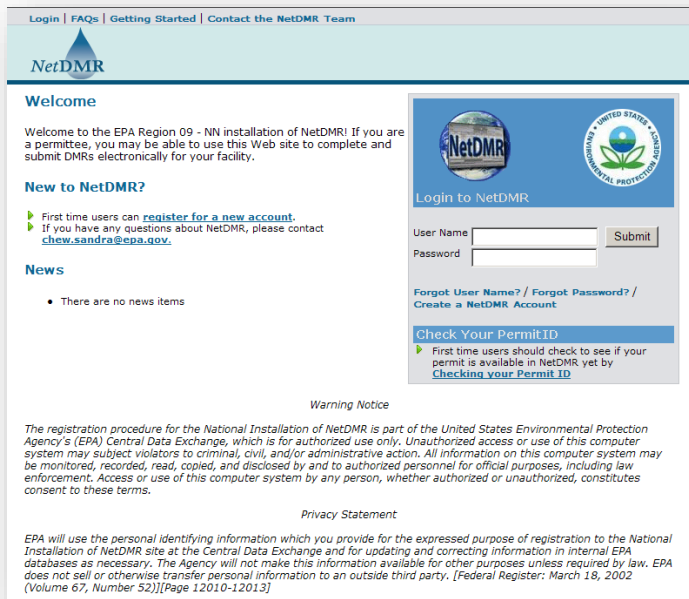 Login | FAQs | Getting Started | Contact the NetDMR Team
NetDMR
Welcome
Welcome to the EPA Region 09 - NN installation of NetDMR! If you are
a permittee, you may be able to use this Web site to complete and
submit DMRs electronically for your facility.
New to NetDMR?
First time users can register for a new account.
If you have any questions about NetDMR, please contact
chew.sandra@epa.gov.
News
There are no news items
NetDMR
UNITED STATES
ENVIRONMENTAL PROTECTION AGENCY
Login to NetDMR
User Name
Submit
Password
Forgot User Name? / Forgot Password? /
Create a NetDMR Account
Check Your PermitID
First time users should check to see if your
permit is available in NetDMR yet by
Checking your Permit ID
Warning Notice
The registration procedure for the National Installation of NetDMR is part of the United States Environmental Protection
Agency's (EPA) Central Data Exchange, which is for authorized use only. Unauthorized access or use of this computer
system may subject violators to criminal, civil, and/or administrative action. All information on this computer system may
be monitored, recorded, read, copied, and disclosed by and to authorized personnel for official purposes, including law
enforcement. Access or use of this computer system by any person, whether authorized or unauthorized, constitutes
consent to these terms.
Privacy Statement
EPA will use the personal identifying information which you provide for the expressed purpose of registration to the National
Installation of NetDMR site at the Central Data Exchange and for updating and correcting information in internal EPA
databases as necessary. The Agency will not make this information available for other purposes unless required by law. EPA
does not sell or otherwise transfer personal information to an outside third party. [Federal Register: March 18, 2002
(Volume 67, Number 52)][Page 12010-12013]